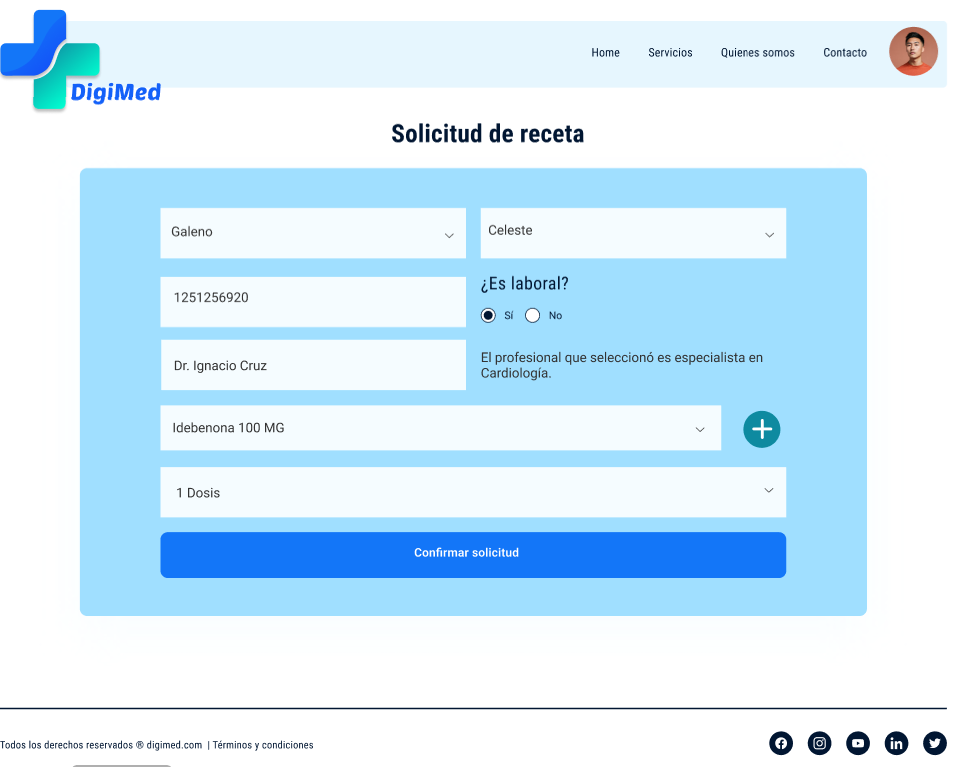 DigiMed
Home Servicios Quienes somos Contacto
Solicitud de receta
Galeno
Celeste
1251256920
¿Es laboral?
Sí No
Dr. Ignacio Cruz
El profesional que seleccionó es especialista en
Cardiología.
Idebenona 100 MG
1 Dosis
Confirmar solicitud
Todos los derechos reservados ® digimed.com | Términos y condiciones